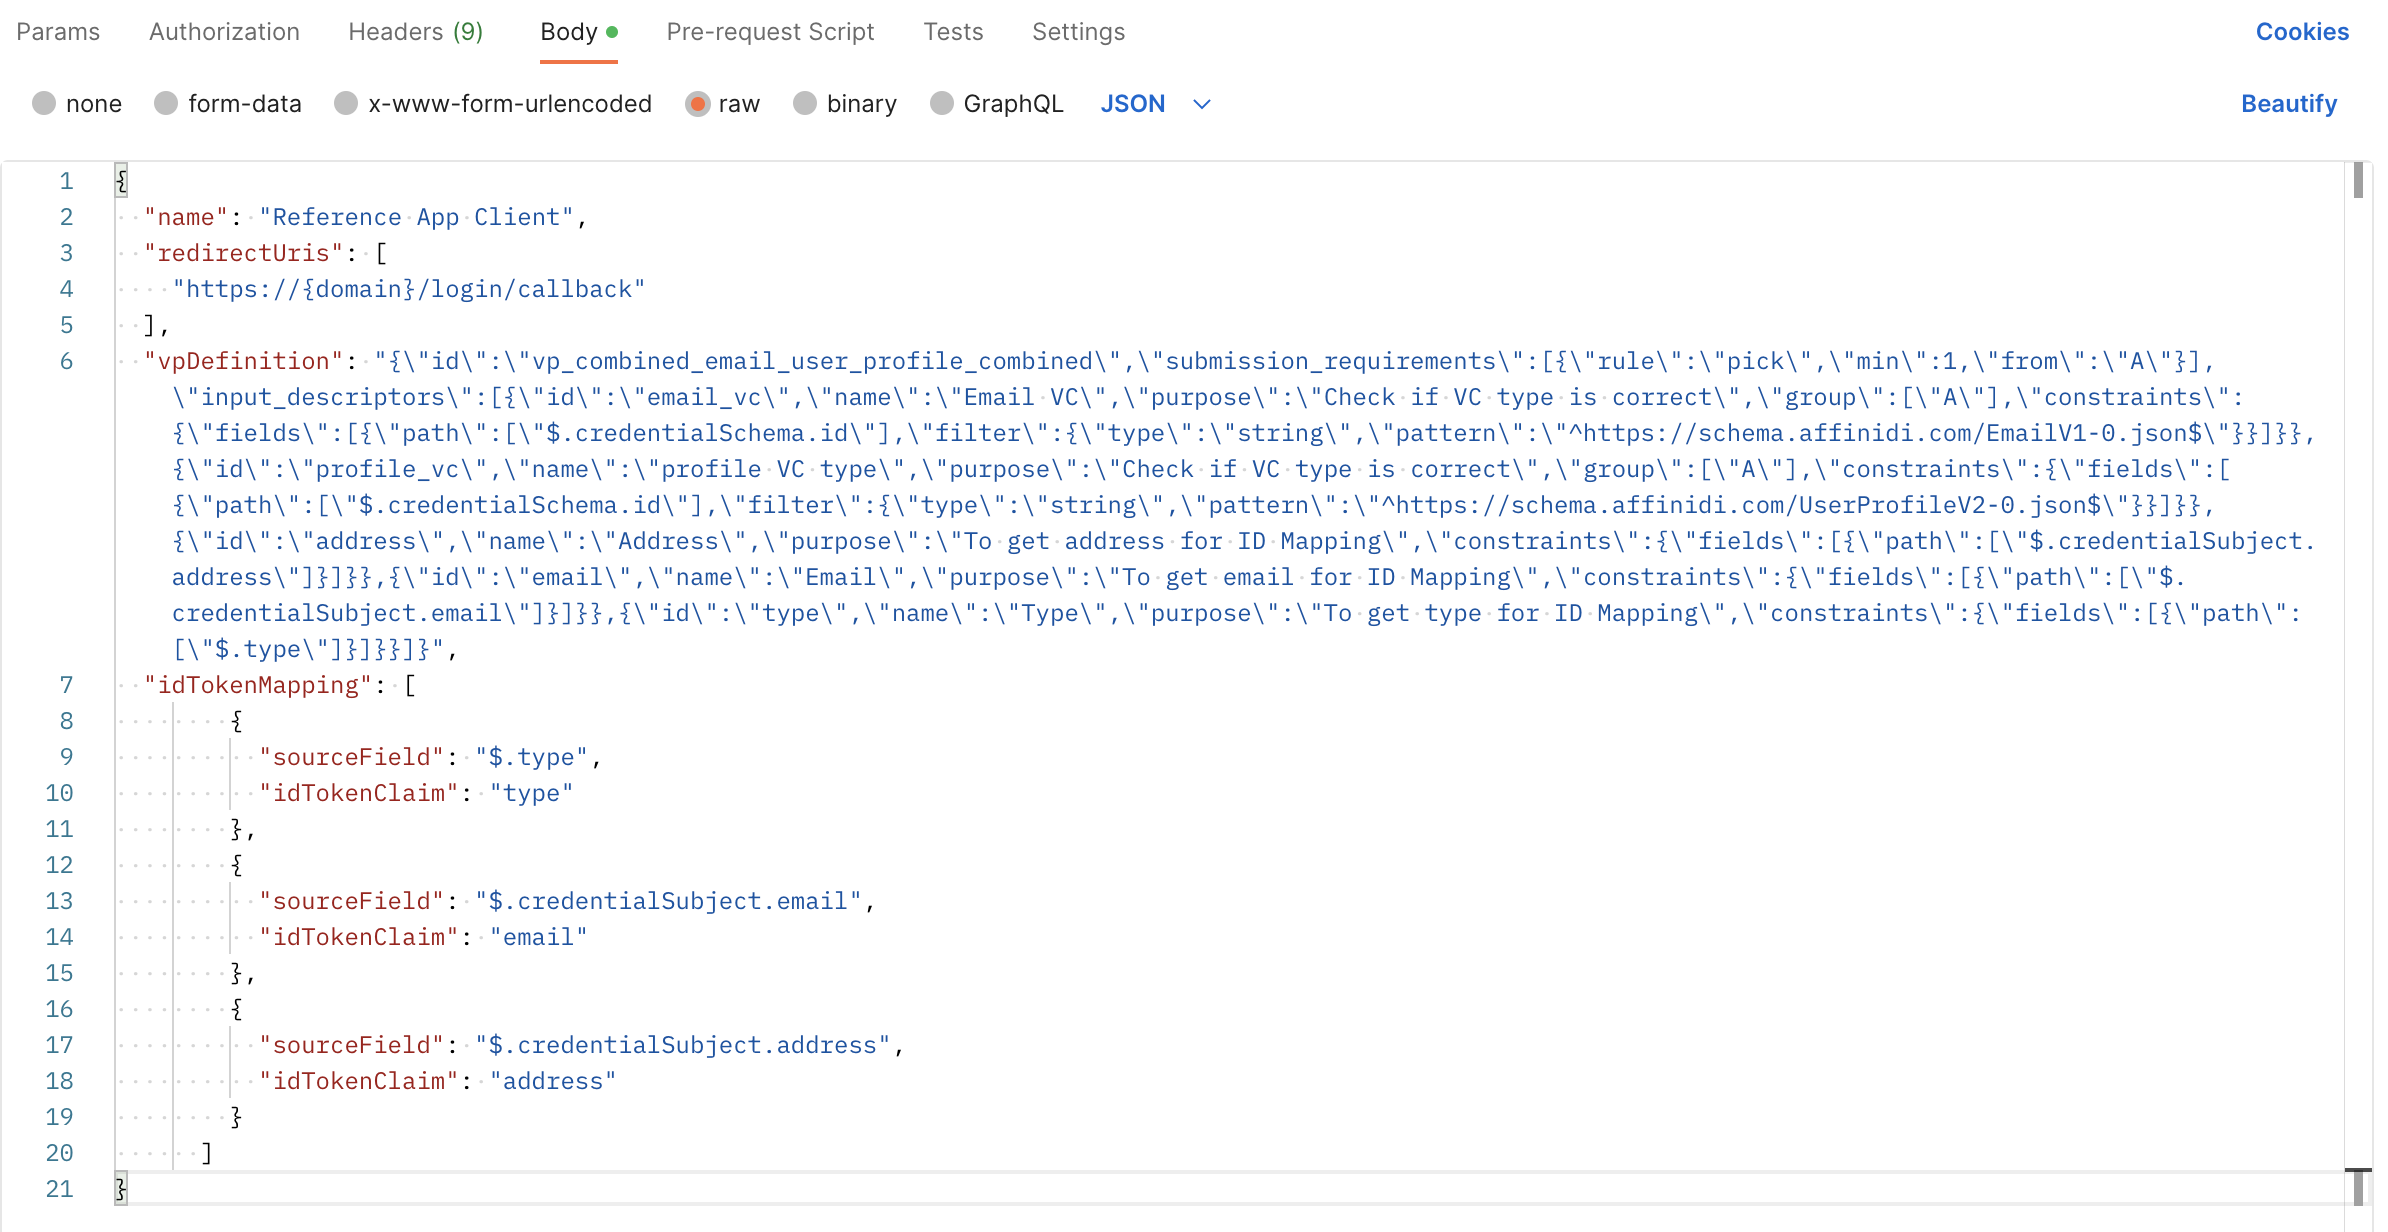 Params Authorization Headers (9) Body Pre-request Script Tests Settings Cookies
none form-data x-www-form-urlencoded raw binary GraphQL JSON Beautify
1 {
2 "name": "Reference App Client",
3 "redirectUris": [
4 "https://{domain}/login/callback"
5 ],
6 "vpDefinition": "{\"id\":\"vp_combined_email_user_profile_combined\",\"submission_requirements\":[{\"rule\":\"pick\",\"min\":1,\"from\":\"A\"}],
\"input_descriptors\":[{\"id\":\"email_vc\",\"name\":\"Email VC\",\"purpose\":\"Check if VC type is correct\",\"group\":[\"A\"],\"constraints\":
{\"fields\":[{\"path\":[\"$.credentialSchema.id\"],\"filter\":{\"type\":\"string\",\"pattern\":\"^https://schema.affinidi.com/EmailV1-0.json$\"}}]}},
{\"id\":\"profile_vc\",\"name\":\"profile VC type\",\"purpose\":\"Check if VC type is correct\",\"group\":[\"A\"],\"constraints\":{\"fields\":[
{\"path\":[\"$.credentialSchema.id\"],\"filter\":{\"type\":\"string\",\"pattern\":\"^https://schema.affinidi.com/UserProfileV2-0.json$\"}}]}},
{\"id\":\"address\",\"name\":\"Address\",\"purpose\":\"To get address for ID Mapping\",\"constraints\":{\"fields\":[{\"path\":[\"$.credentialSubject.
address\"]}]}},{\"id\":\"email\",\"name\":\"Email\",\"purpose\":\"To get email for ID Mapping\",\"constraints\":{\"fields\":[{\"path\":[\"$.
credentialSubject.email\"]}]}},{\"id\":\"type\",\"name\":\"Type\",\"purpose\":\"To get type for ID Mapping\",\"constraints\":{\"fields\":[{\"path\":
[\"$.type\"]}]}}]}",
7 "idTokenMapping": [
8 {
9 "sourceField": "$.type",
10 "idTokenClaim": "type"
11 },
12 {
13 "sourceField": "$.credentialSubject.email",
14 "idTokenClaim": "email"
15 },
16 {
17 "sourceField": "$.credentialSubject.address",
18 "idTokenClaim": "address"
19 }
20 ]
21 }